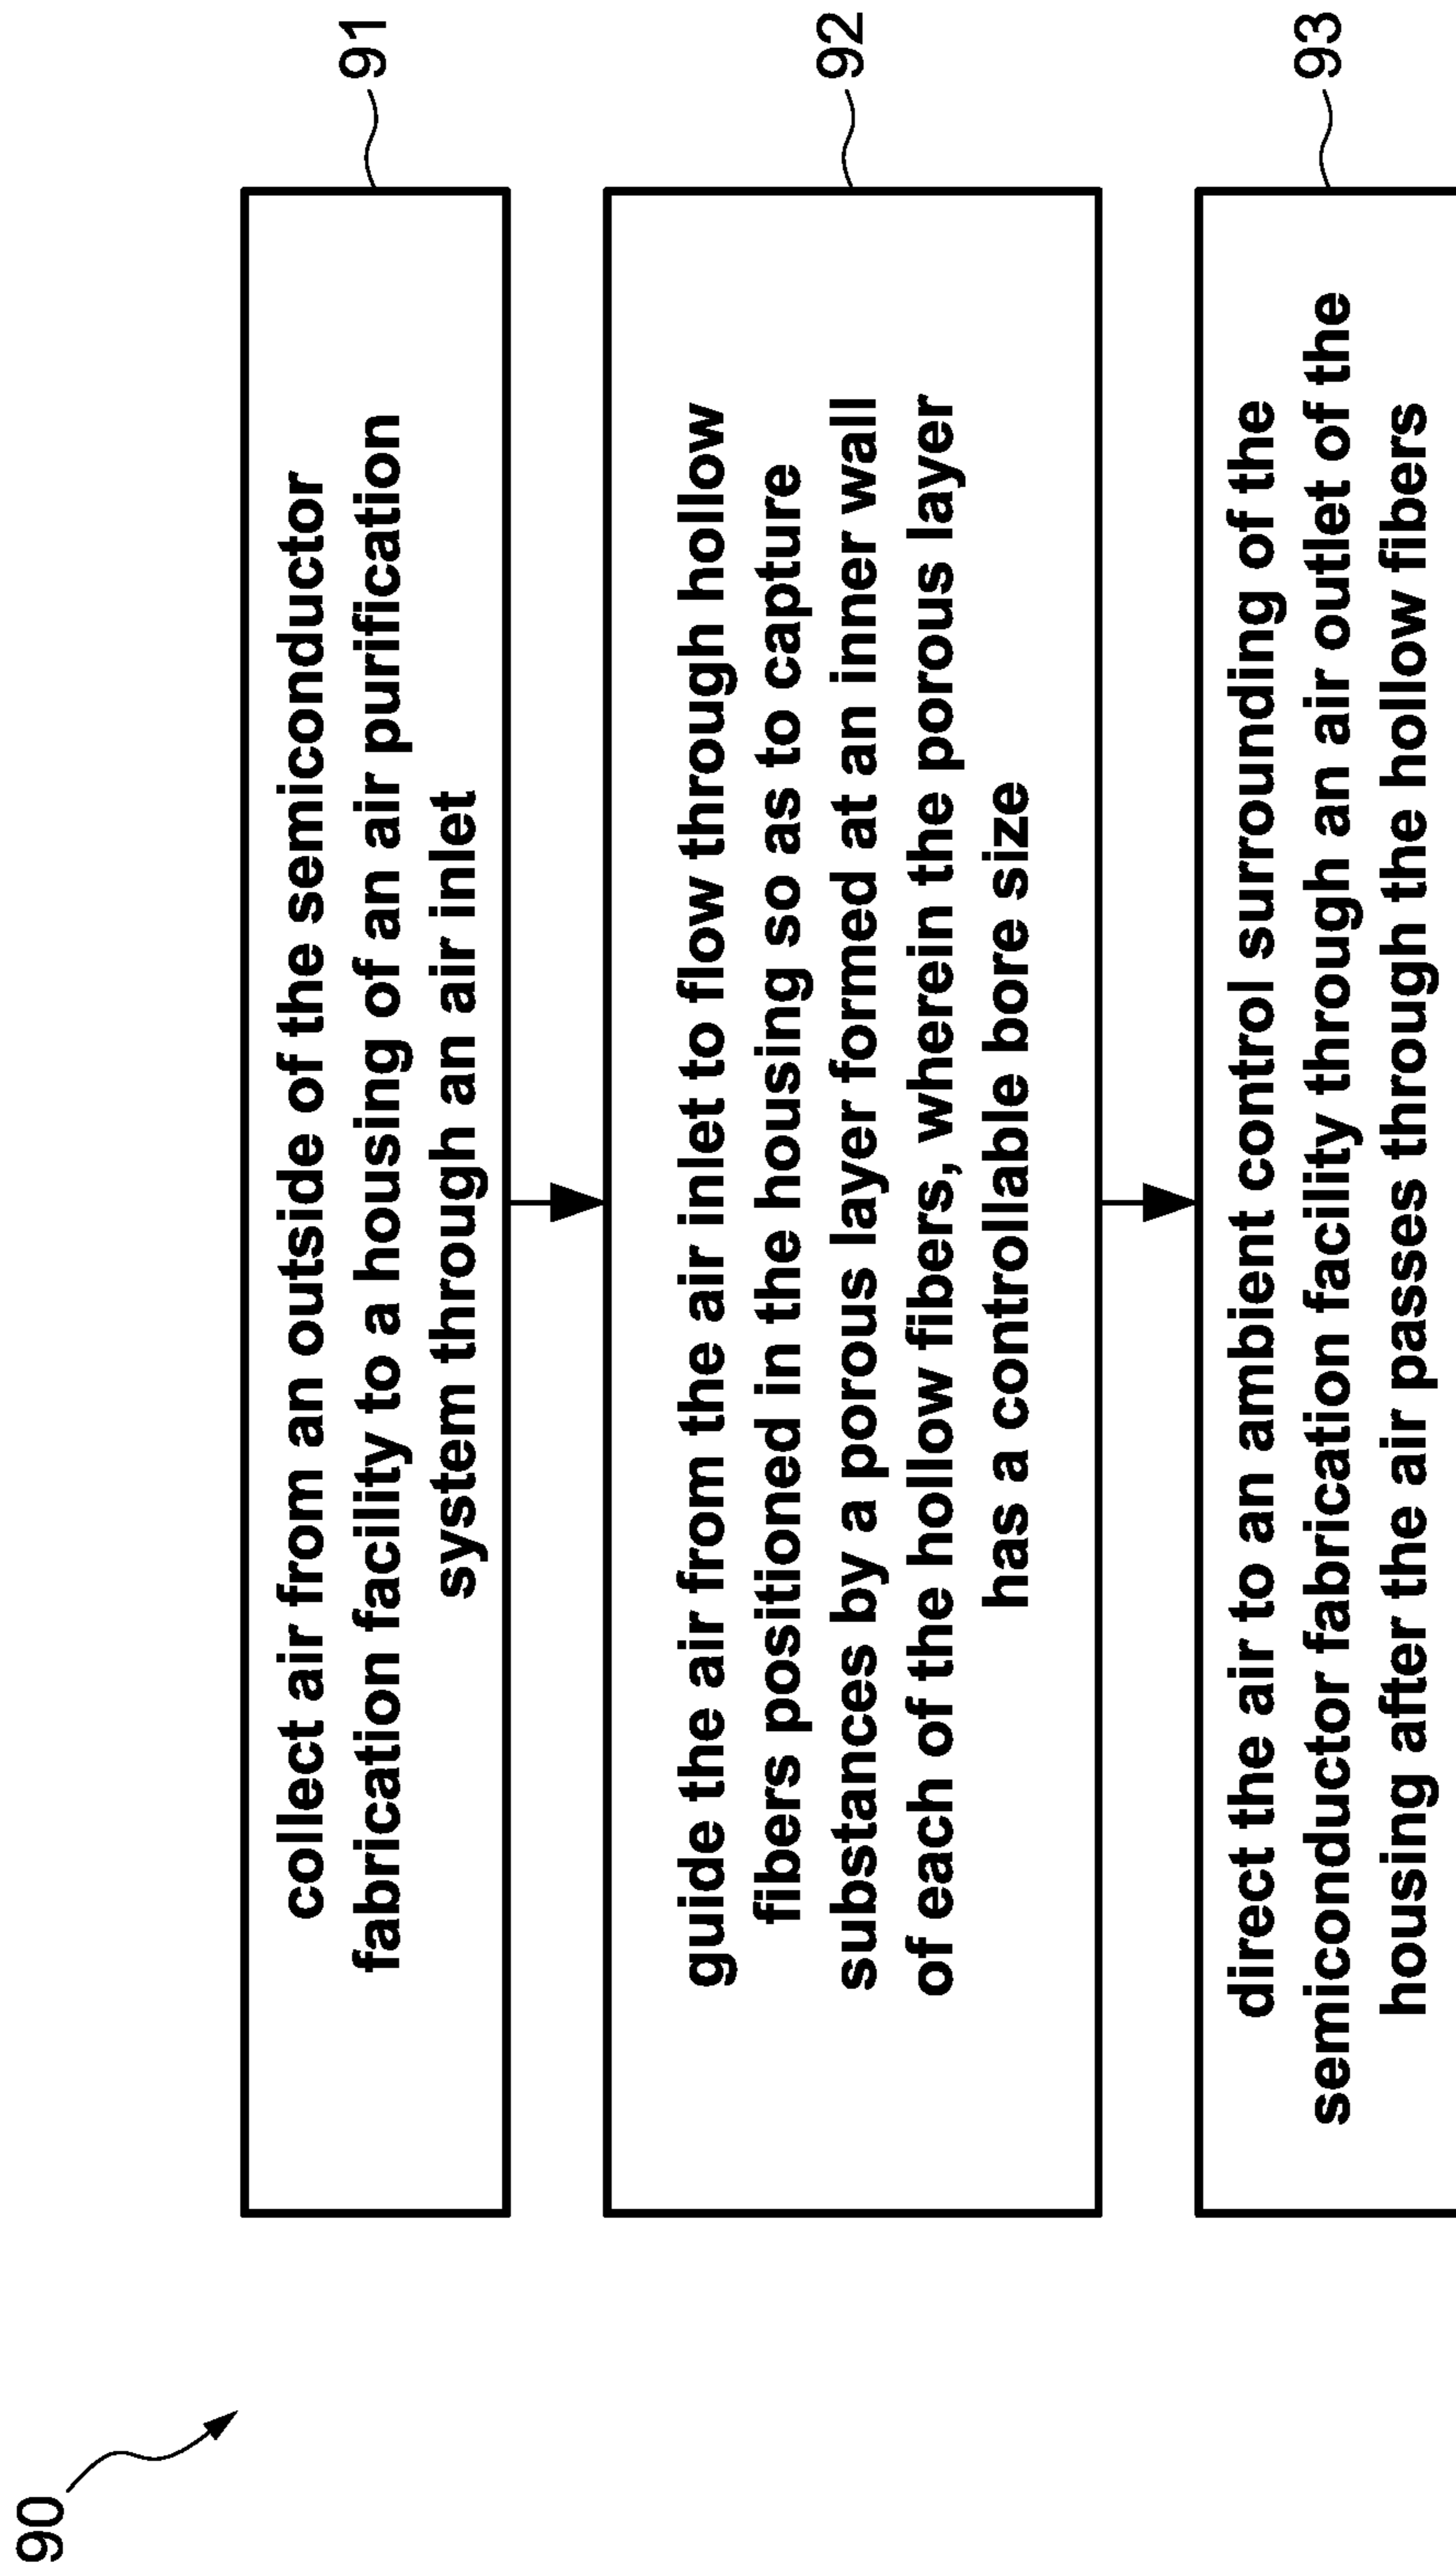 90
collect air from an outside of the semiconductor
fabrication facility to a housing of an air purification
system through an air inlet
91
guide the air from the air inlet to flow through hollow
fibers positioned in the housing so as to capture
substances by a porous layer formed at an inner wall
of each of the hollow fibers, wherein the porous layer
has a controllable bore size
92
direct the air to an ambient control surrounding of the
semiconductor fabrication facility through an air outlet of the
housing after the air passes through the hollow fibers
93